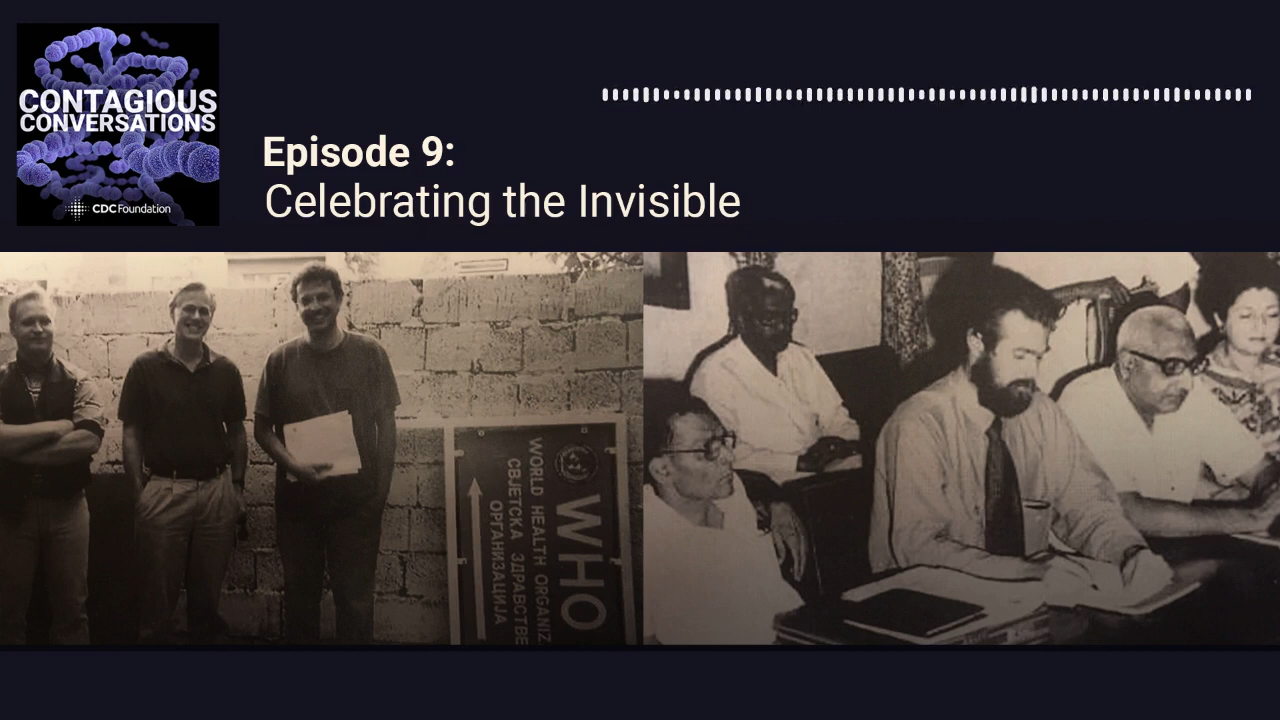 CONTAGIOUS
CONVERSATIONS
CDC Foundation
Episode 9:
Celebrating the Invisible
WHO
WORLD HEALTH ORGANIZ
СВЈЕТСКА ЗДРАВСТВЕ
ОРГАНИЗАЦИЈА